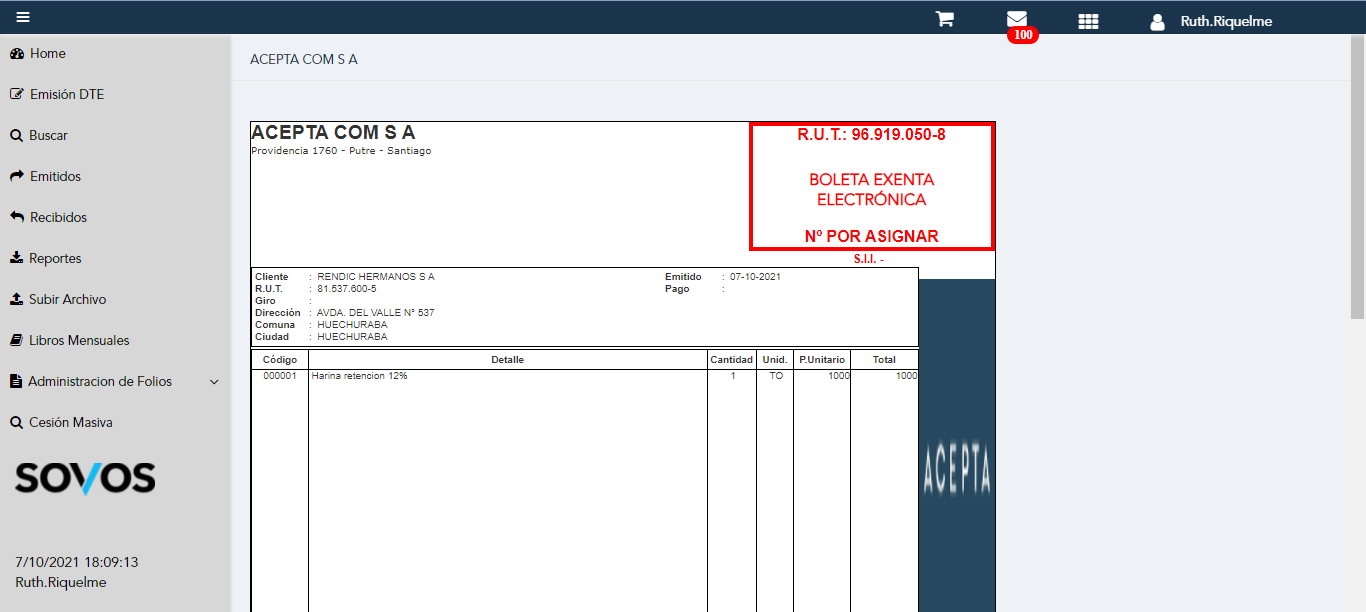 Ruth.Riquelme
100
Home
Emisión DTE
Buscar
Emitidos
Recibidos
Reportes
Subir Archivo
Libros Mensuales
Administracion de Folios
Cesión Masiva
SOVOS
7/10/2021 18:09:13
Ruth.Riquelme
ACEPTA COM S A
ACEPTA COM S A
Providencia 1760 - Putre - Santiago
R.U.T.: 96.919.050-8
BOLETA EXENTA
ELECTRÓNICA
Nº POR ASIGNAR
S.I.I. -
Cliente : RENDIC HERMANOS S A
R.U.T. : 81.537.600-5
Giro :
Dirección : AVDA. DEL VALLE N° 537
Comuna : HUECHURABA
Ciudad : HUECHURABA
Emitido : 07-10-2021
Pago :
Código Detalle Cantidad Unid. P.Unitario Total
000001 Harina retencion 12% 1 TO 1000 1000
ACEPTA